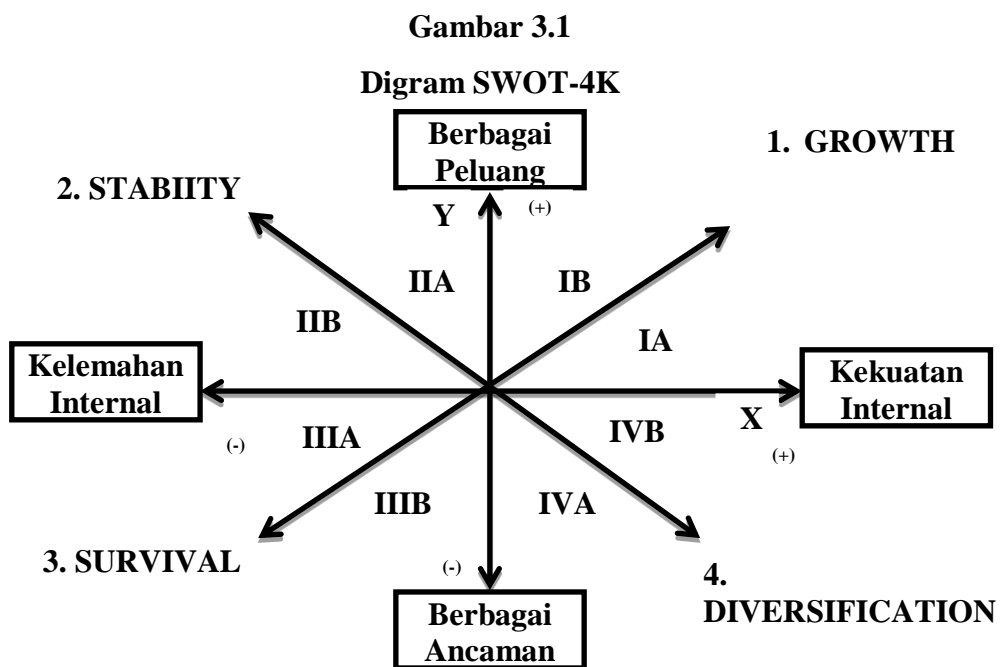 Gambar 3.1
Digram SWOT-4K
Berbagai
Peluang
1. GROWTH
2. STABIITY
Y
(+)
IIA
IB
IIB
IA
Kelemahan
Internal
Kekuatan
Internal
X
(-)
IIIA
IVB
(+)
IIIB
IVA
3. SURVIVAL
(-)
4.
DIVERSIFICATION
Berbagai
Ancaman